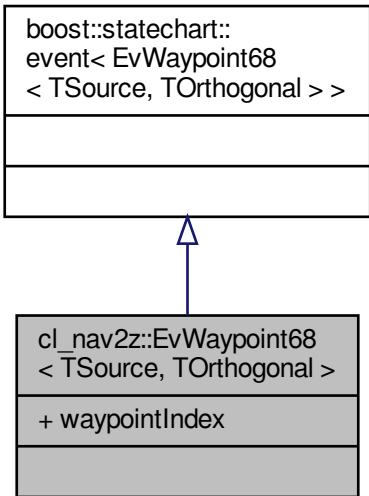 boost::statechart::
event< EvWaypoint68
< TSource, TOrthogonal > >
cl_nav2z::EvWaypoint68
< TSource, TOrthogonal >
+ waypointIndex